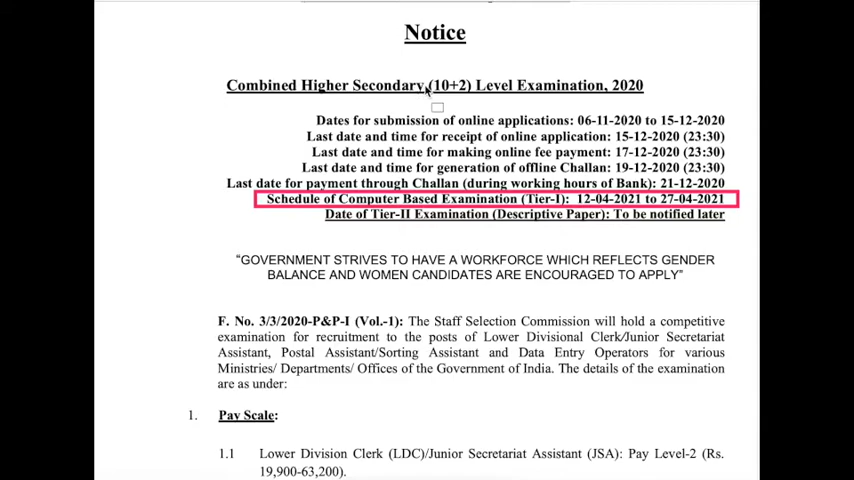 Notice
Combined Higher Secondary (10+2) Level Examination, 2020
Dates for submission of online applications: 06-11-2020 to 15-12-2020
Last date and time for receipt of online application: 15-12-2020 (23:30)
Last date and time for making online fee payment: 17-12-2020 (23:30)
Last date and time for generation of offline Challan: 19-12-2020 (23:30)
Last date for payment through Challan (during working hours of Bank): 21-12-2020
Schedule of Computer Based Examination (Tier-I): 12-04-2021 to 27-04-2021
Date of Tier-II Examination (Descriptive Paper): To be notified later
“GOVERNMENT STRIVES TO HAVE A WORKFORCE WHICH REFLECTS GENDER
BALANCE AND WOMEN CANDIDATES ARE ENCOURAGED TO APPLY”
F. No. 3/3/2020-P&P-I (Vol.-1): The Staff Selection Commission will hold a competitive
examination for recruitment to the posts of Lower Divisional Clerk/Junior Secretariat
Assistant, Postal Assistant/Sorting Assistant and Data Entry Operators for various
Ministries/ Departments/ Offices of the Government of India. The details of the examination
are as under:
1. Pay Scale:
1.1 Lower Division Clerk (LDC)/Junior Secretariat Assistant (JSA): Pay Level-2 (Rs.
19,900-63,200).